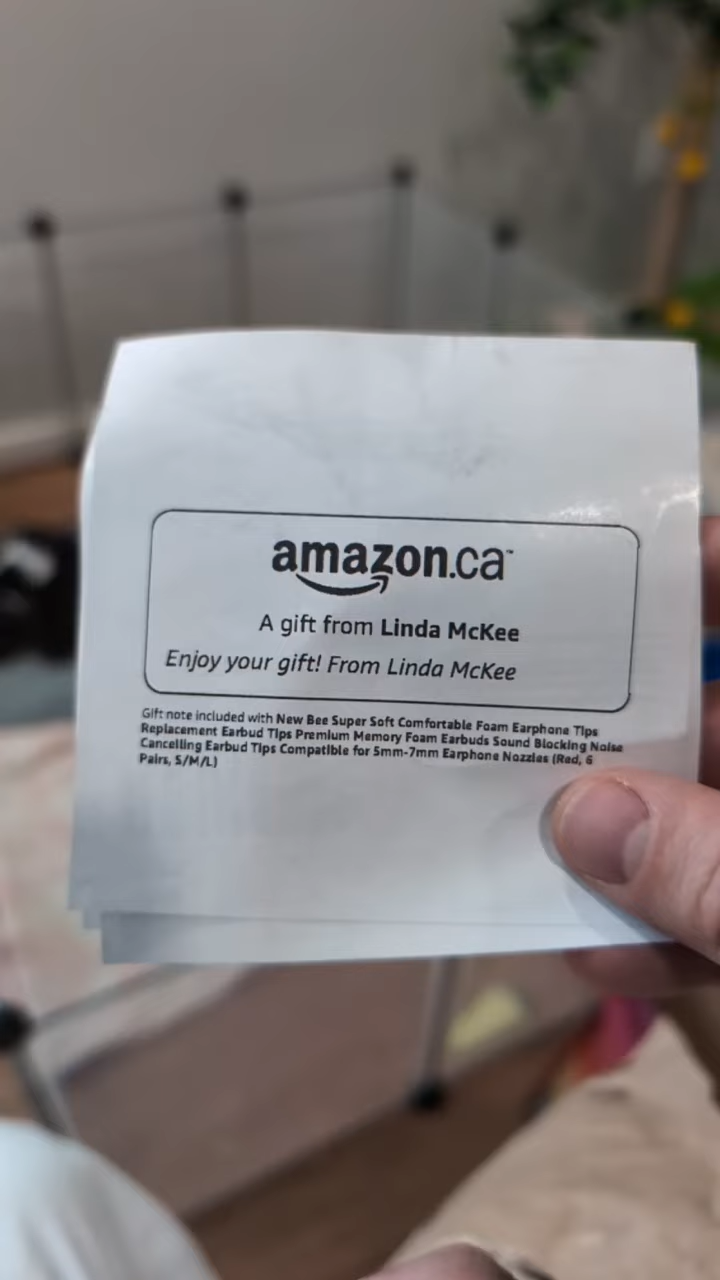 amazon.ca™
A gift from Linda McKee
Enjoy your gift! From Linda McKee
Gift note included with New Bee Super Soft Comfortable Foam Earphone Tips
Replacement Earbud Tips Premium Memory Foam Earbuds Sound Blocking Noise
Cancelling Earbud Tips Compatible for 5mm-7mm Earphone Nozzles (Red, 6
Pairs, S/M/L)